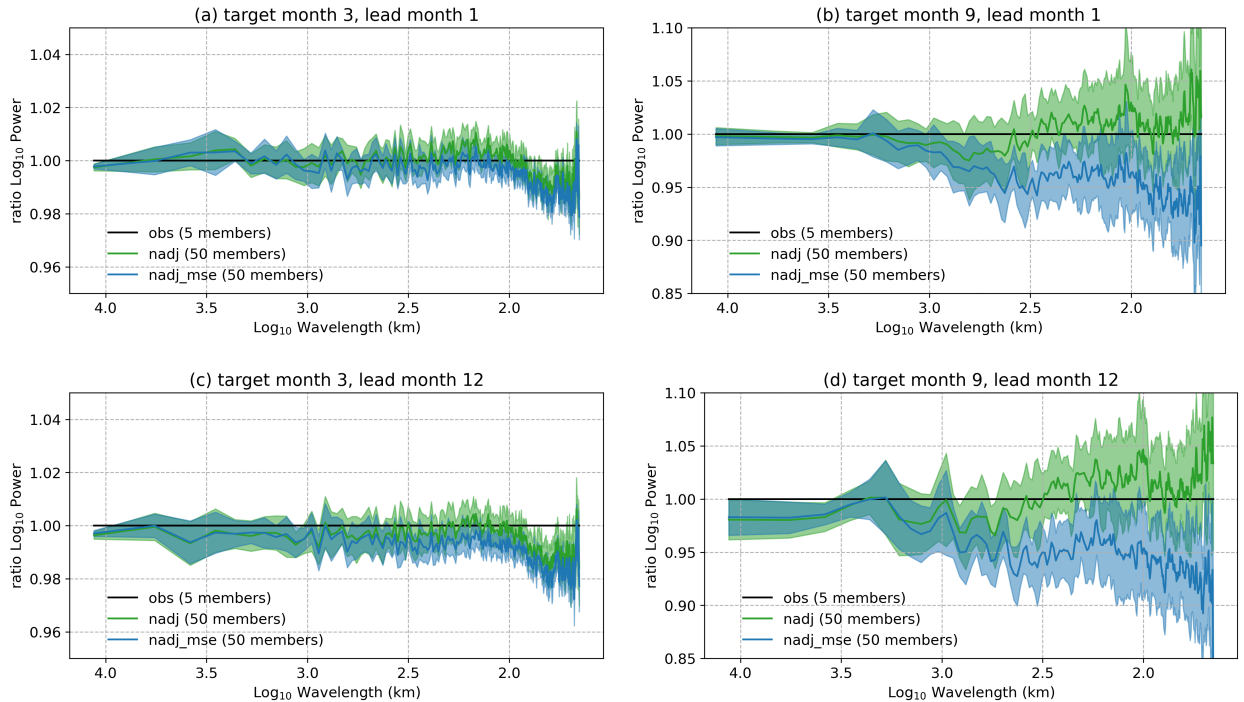 (a) target month 3, lead month 1
ratio Log₁₀ Power
1.04
1.02
1.00
0.98
0.96
obs (5 members)
nadj (50 members)
nadj_mse (50 members)
4.0 3.5 3.0 2.5 2.0
Log₁₀ Wavelength (km)
(b) target month 9, lead month 1
ratio Log₁₀ Power
1.10
1.05
1.00
0.95
0.90
0.85
obs (5 members)
nadj (50 members)
nadj_mse (50 members)
4.0 3.5 3.0 2.5 2.0
Log₁₀ Wavelength (km)
(c) target month 3, lead month 12
ratio Log₁₀ Power
1.04
1.02
1.00
0.98
0.96
obs (5 members)
nadj (50 members)
nadj_mse (50 members)
4.0 3.5 3.0 2.5 2.0
Log₁₀ Wavelength (km)
(d) target month 9, lead month 12
ratio Log₁₀ Power
1.10
1.05
1.00
0.95
0.90
0.85
obs (5 members)
nadj (50 members)
nadj_mse (50 members)
4.0 3.5 3.0 2.5 2.0
Log₁₀ Wavelength (km)